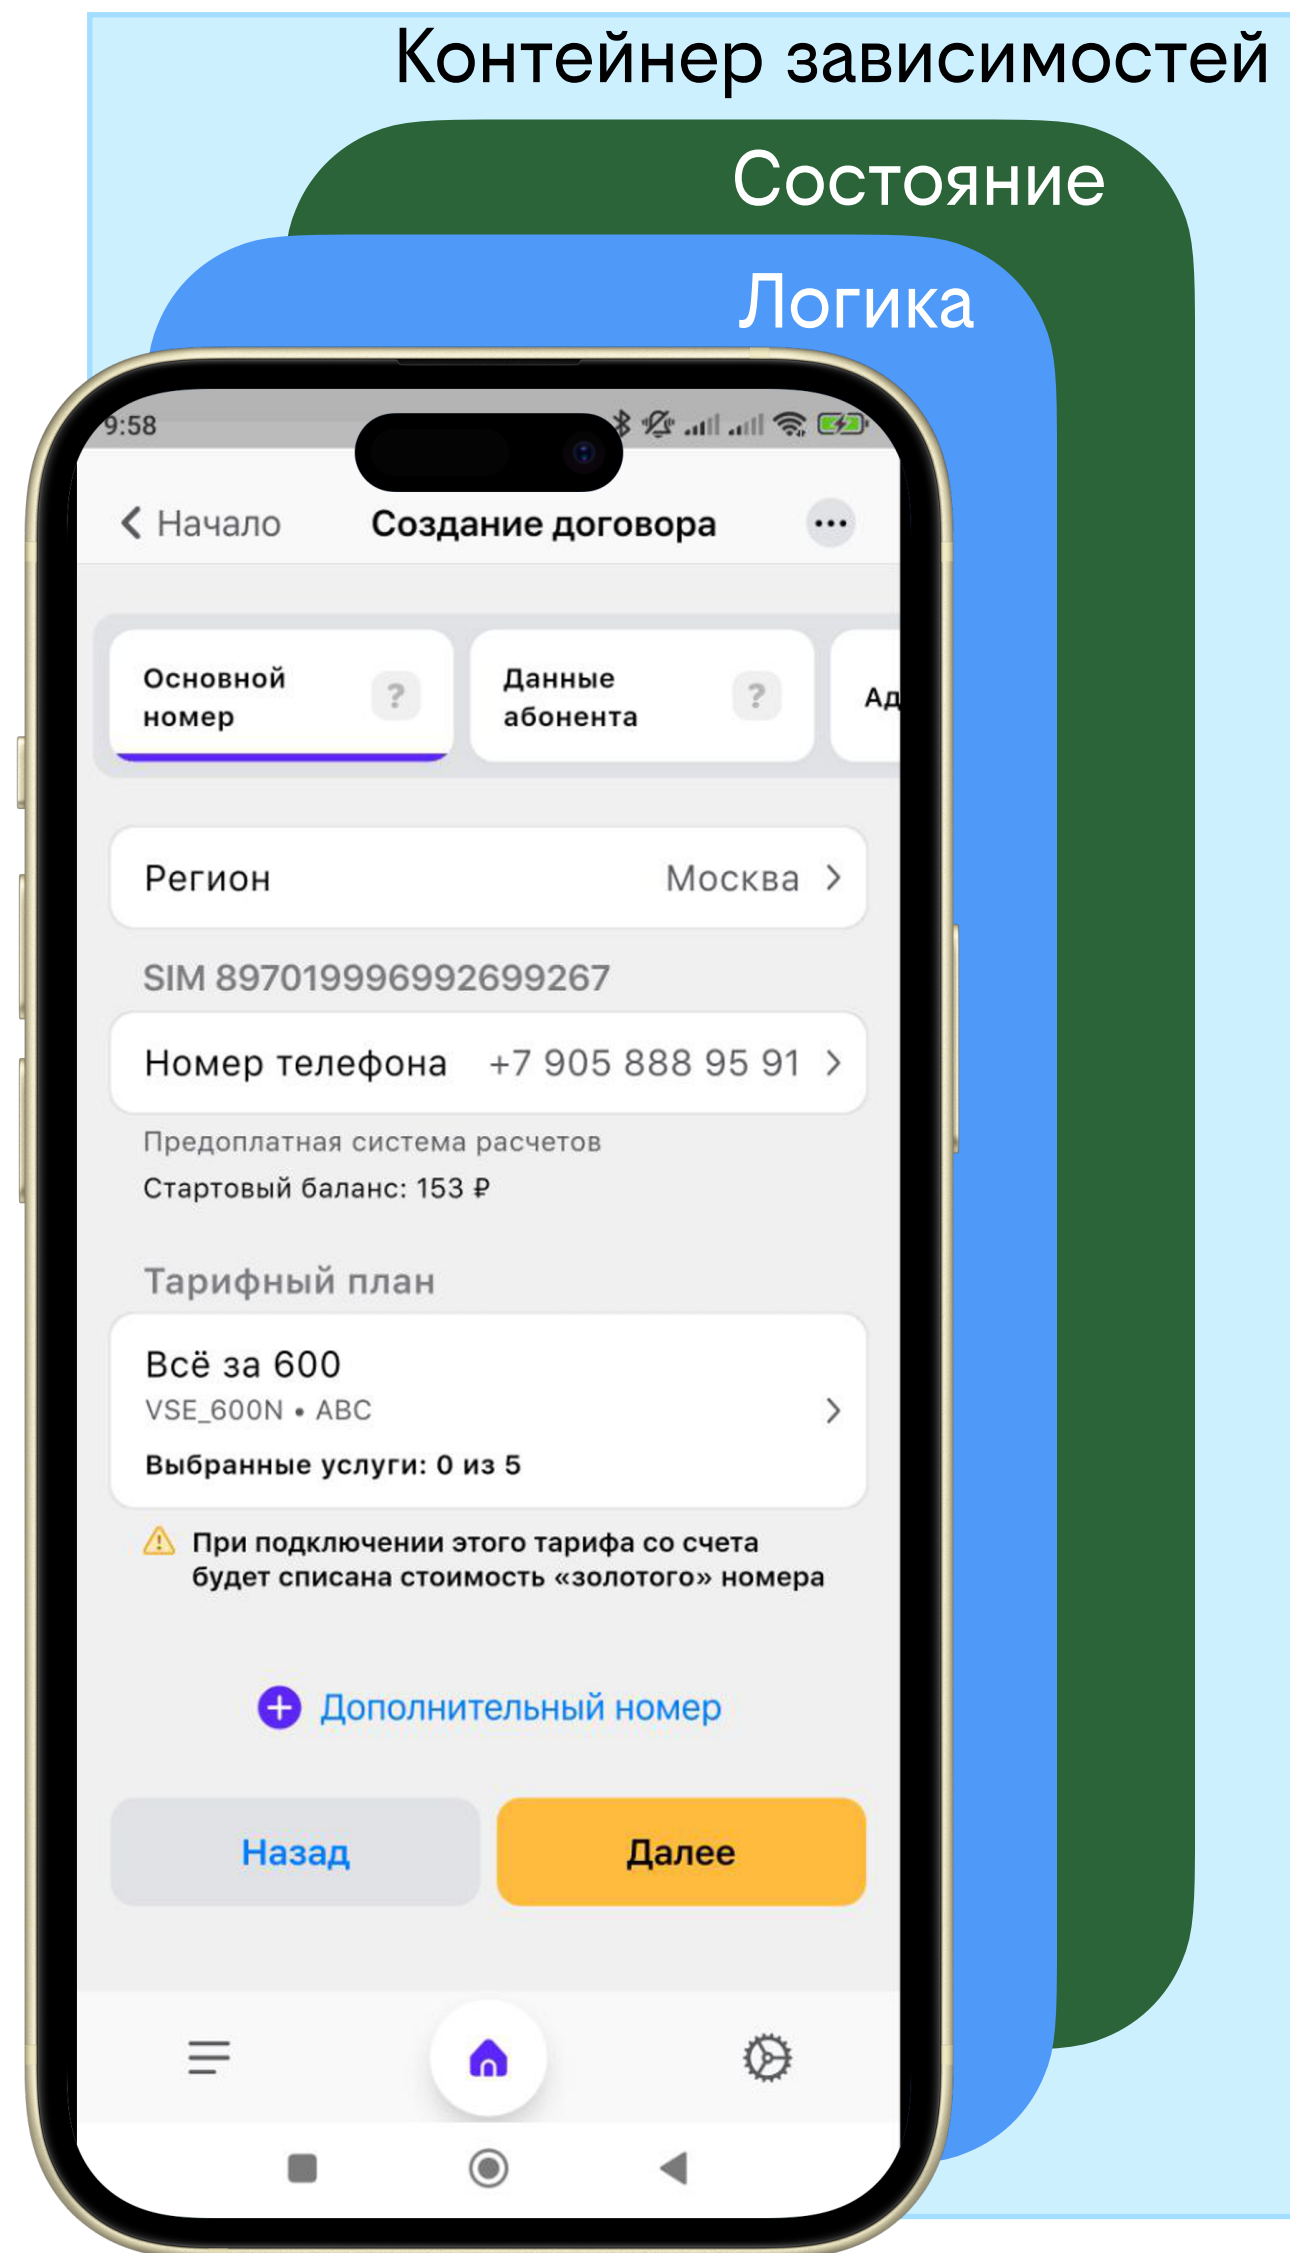 Контейнер зависимостей
Состояние
Логика
9:58
Начало
Создание договора
Основной
номер
?
Данные
абонента
?
Ад
Регион
Москва
SIM 897019996992699267
Номер телефона
+7 905 888 95 91
Предоплатная система расчетов
Стартовый баланс: 153 ₽
Тарифный план
Всё за 600
VSE_600N • ABC
Выбранные услуги: 0 из 5
При подключении этого тарифа со счета
будет списана стоимость «золотого» номера
Дополнительный номер
Назад
Далее